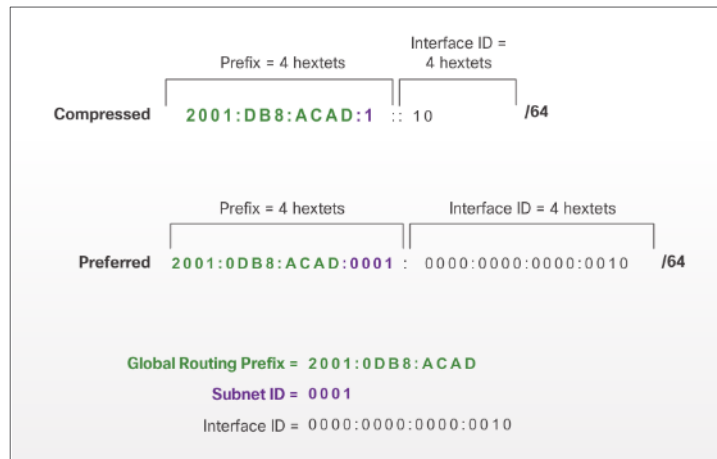 Interface ID =
Prefix = 4 hextets 4 hextets
Compressed 2001:DB8:ACAD:1 :: 10 /64
Prefix = 4 hextets Interface ID = 4 hextets
Preferred 2001:0DB8:ACAD:0001 : 0000:0000:0000:0010 /64
Global Routing Prefix = 2001:0DB8:ACAD
Subnet ID = 0001
Interface ID = 0000:0000:0000:0010